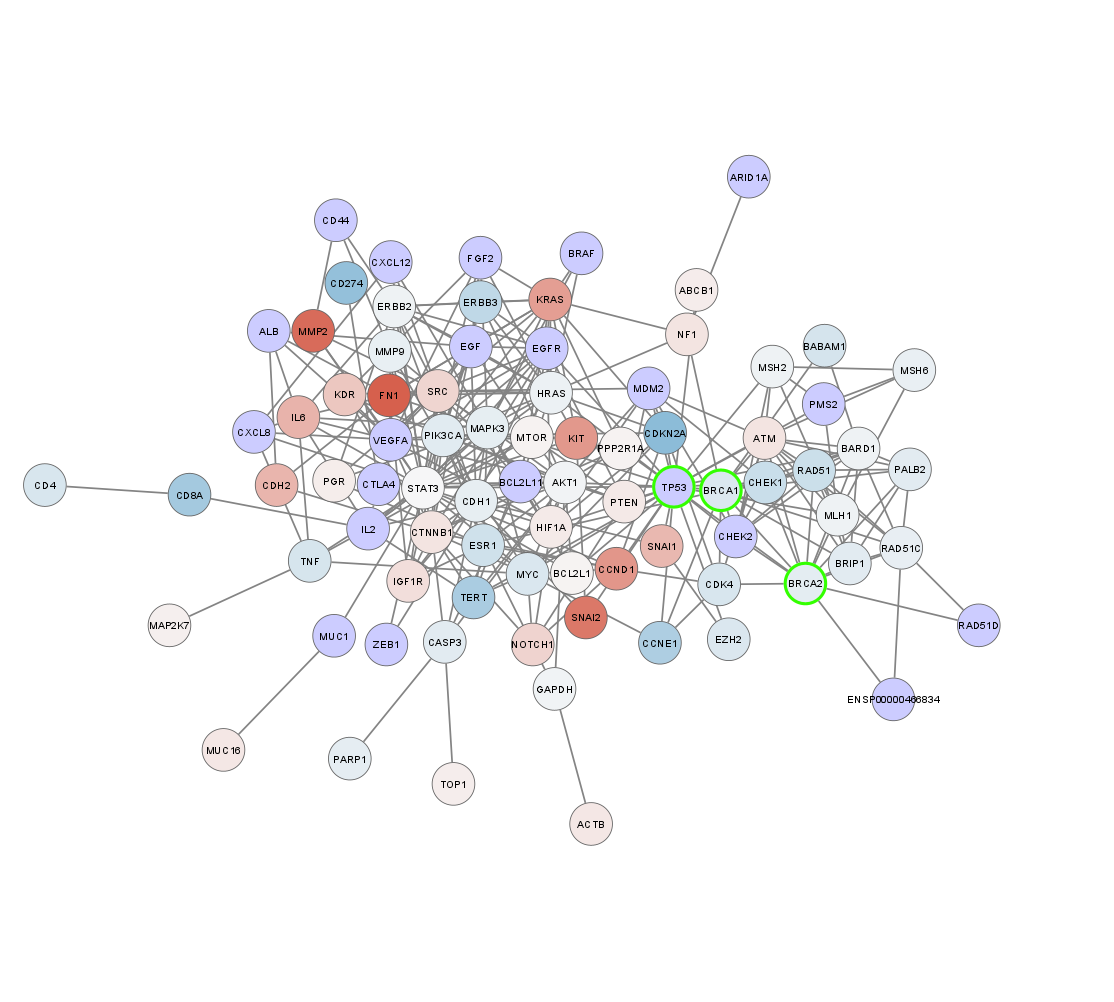 ARID1A
CD44
BRAF
FGF2
CXCL12
CD274
ABCB1
KRAS
ERBB3
ERBB2
ALB
MMP2
NF1
BABAM1
EGF
EGFR
MMP9
MSH2
MSH6
MDM2
HRAS
SRC
KDR
FN1
PMS2
IL6
CXCL8
VEGFA
PIK3CA
MAPK3
MTOR
KIT
PPP2R1A
CDKN2A
ATM
BARD1
PALB2
RAD51
CHEK1
CD4
CD8A
CDH2
PGR
CTLA4
STAT3
BCL2L11
AKT1
TP53
BRCA1
CDH1
PTEN
MLH1
IL2
CTNNB1
HIF1A
CHEK2
ESR1
SNAI1
RAD51C
TNF
BRIP1
IGF1R
MYC
BCL2L1
CCND1
CDK4
BRCA2
TERT
SNAI2
MAP2K7
RAD51D
MUC1
ZEB1
CASP3
NOTCH1
CCNE1
EZH2
GAPDH
ENSP00000466834
MUC16
PARP1
TOP1
ACTB